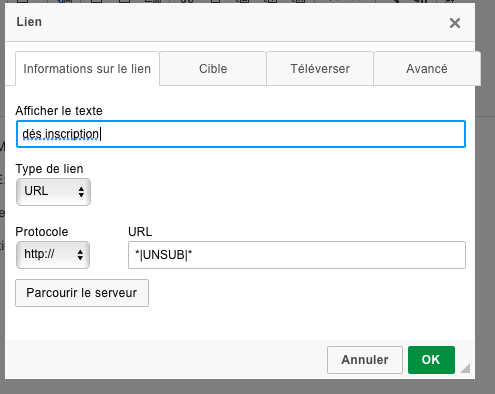 Lien
Informations sur le lien Cible Téléverser Avancé
Afficher le texte
dés inscription
Type de lien
URL
Protocole URL
http:// *|UNSUB|*
Parcourir le serveur
Annuler OK